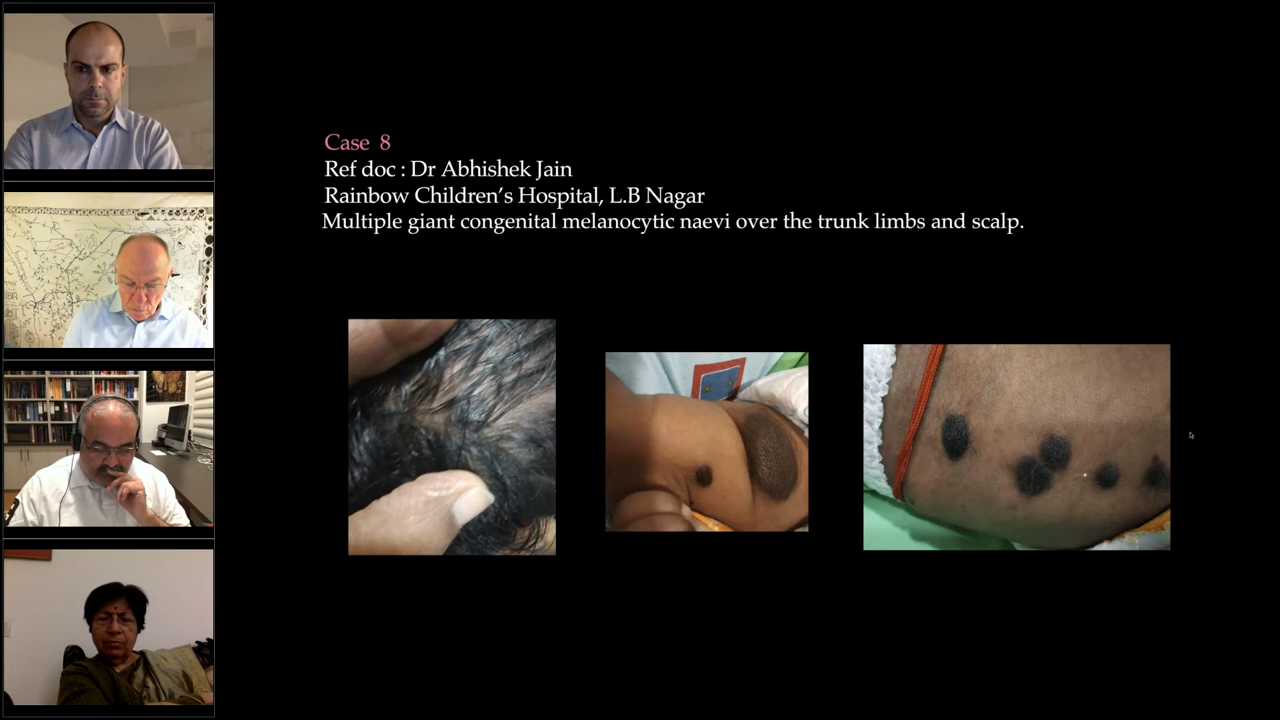 Case 8
Ref doc : Dr Abhishek Jain
Rainbow Children’s Hospital, L.B Nagar
Multiple giant congenital melanocytic naevi over the trunk limbs and scalp.